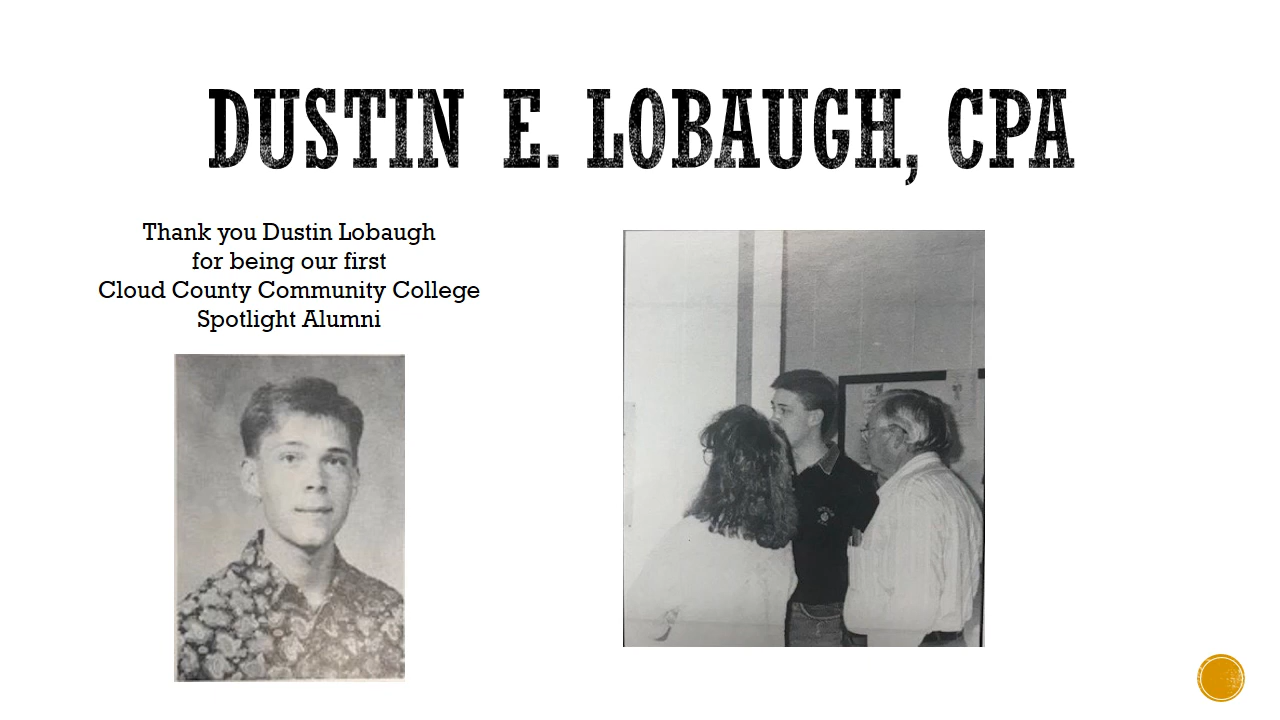 DUSTIN E. LOBAUGH, CPA
Thank you Dustin Lobaugh
for being our first
Cloud County Community College
Spotlight Alumni